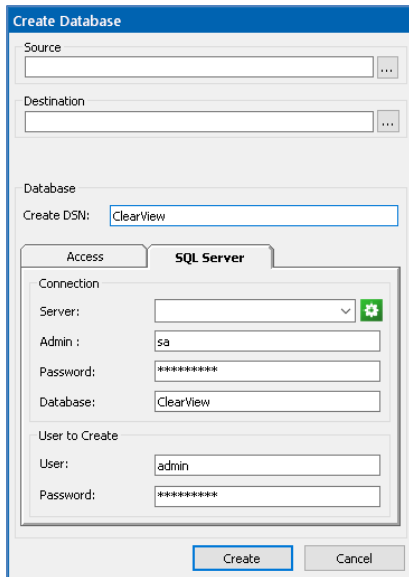 Create Database
Source
...
Destination
...
Database
Create DSN: ClearView
Access SQL Server
Connection
Server:
Admin : sa
Password: *********
Database: ClearView
User to Create
User: admin
Password: *********
Create Cancel